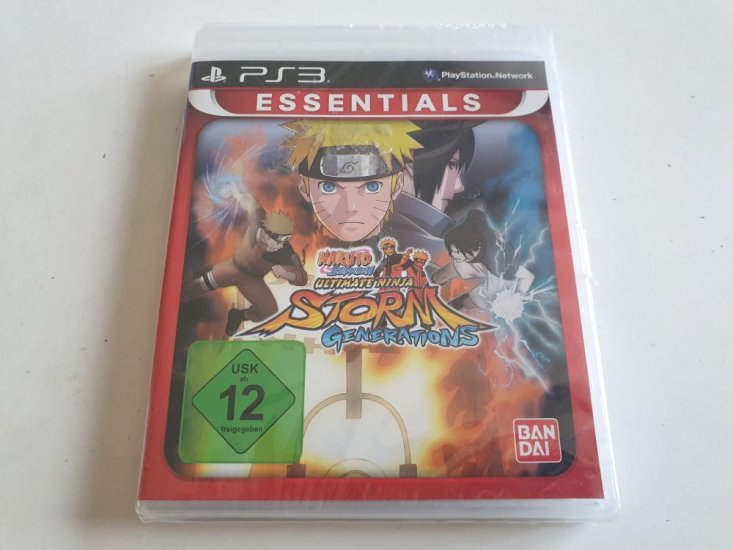 PS3
PlayStation®Network
ESSENTIALS
NARUTO
SHIPPUDEN
ULTIMATE NINJA
STORM
GENERATIONS
USK
ab
12
freigegeben
BAN
DAI